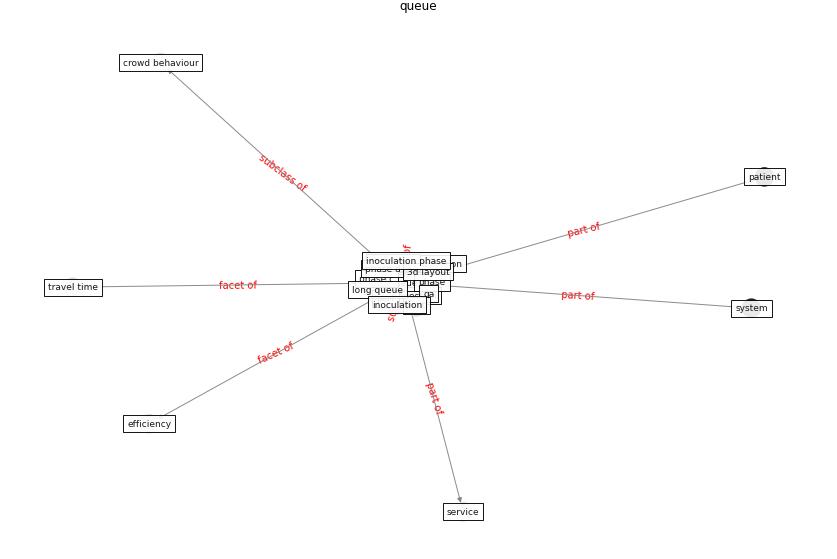 queue
crowd behaviour
subclass of
patient
part of
inoculation phase
3d layout
phase
travel time
facet of
long queue
ga
part of
system
inoculation
facet of
part of
efficiency
service